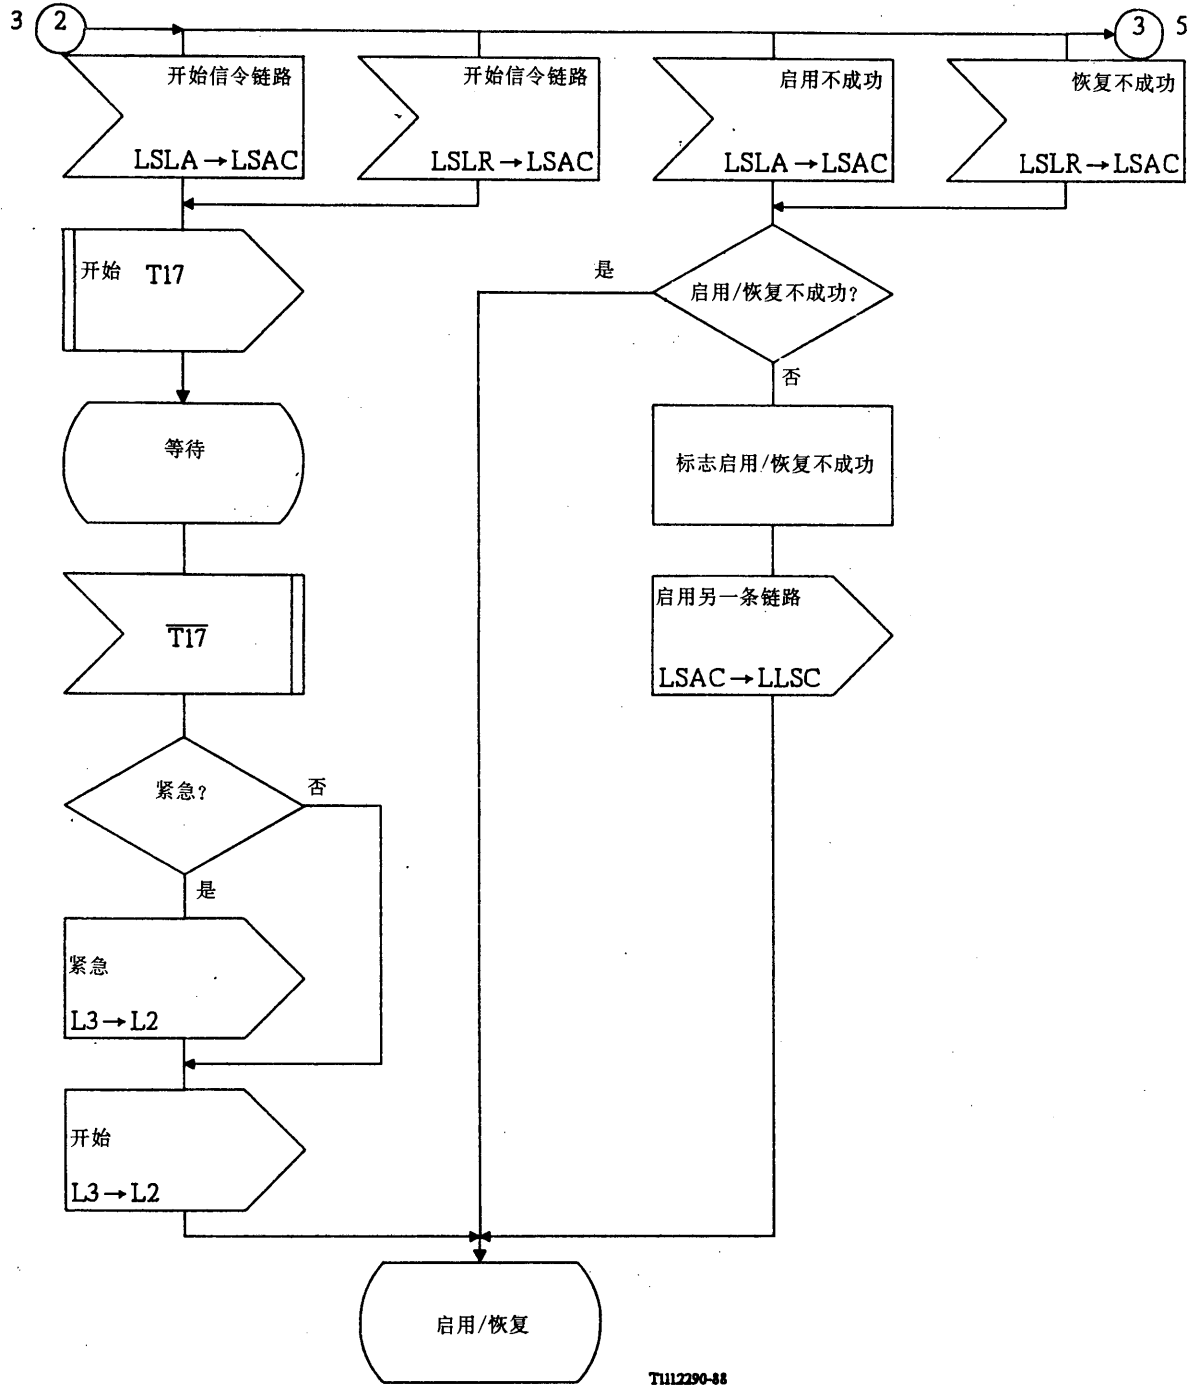 3 2 3 5
开始信令链路
LSLA→LSAC
开始信令链路
LSLR→LSAC
启用不成功
LSLA→LSAC
恢复不成功
LSLR→LSAC
开始 T17
等待
T17
紧急?
否
是
紧急
L3→L2
开始
L3→L2
启用/恢复不成功?
是
否
标志启用/恢复不成功
启用另一条链路
LSAC→LLSC
启用/恢复
T1112290-88